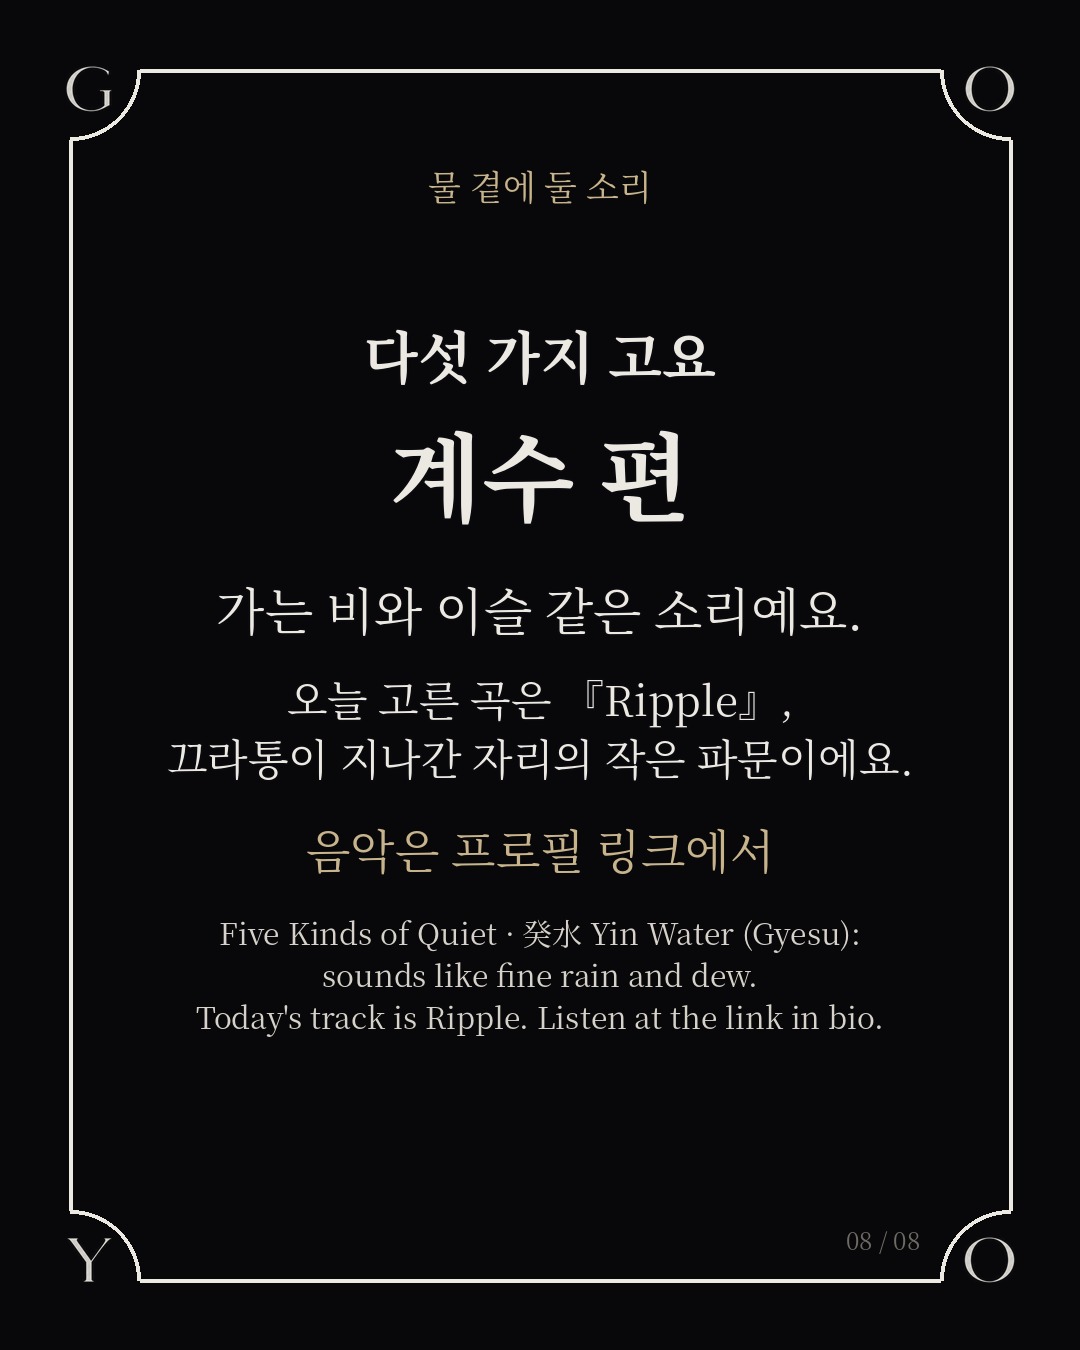 G O
물 곁에 둘 소리
다섯 가지 고요
계수 편
가는 비와 이슬 같은 소리예요.
오늘 고른 곡은 『Ripple』,
끄라통이 지나간 자리의 작은 파문이에요.
음악은 프로필 링크에서
Five Kinds of Quiet · 癸水 Yin Water (Gyesu):
sounds like fine rain and dew.
Today's track is Ripple. Listen at the link in bio.
08 / 08
Y O